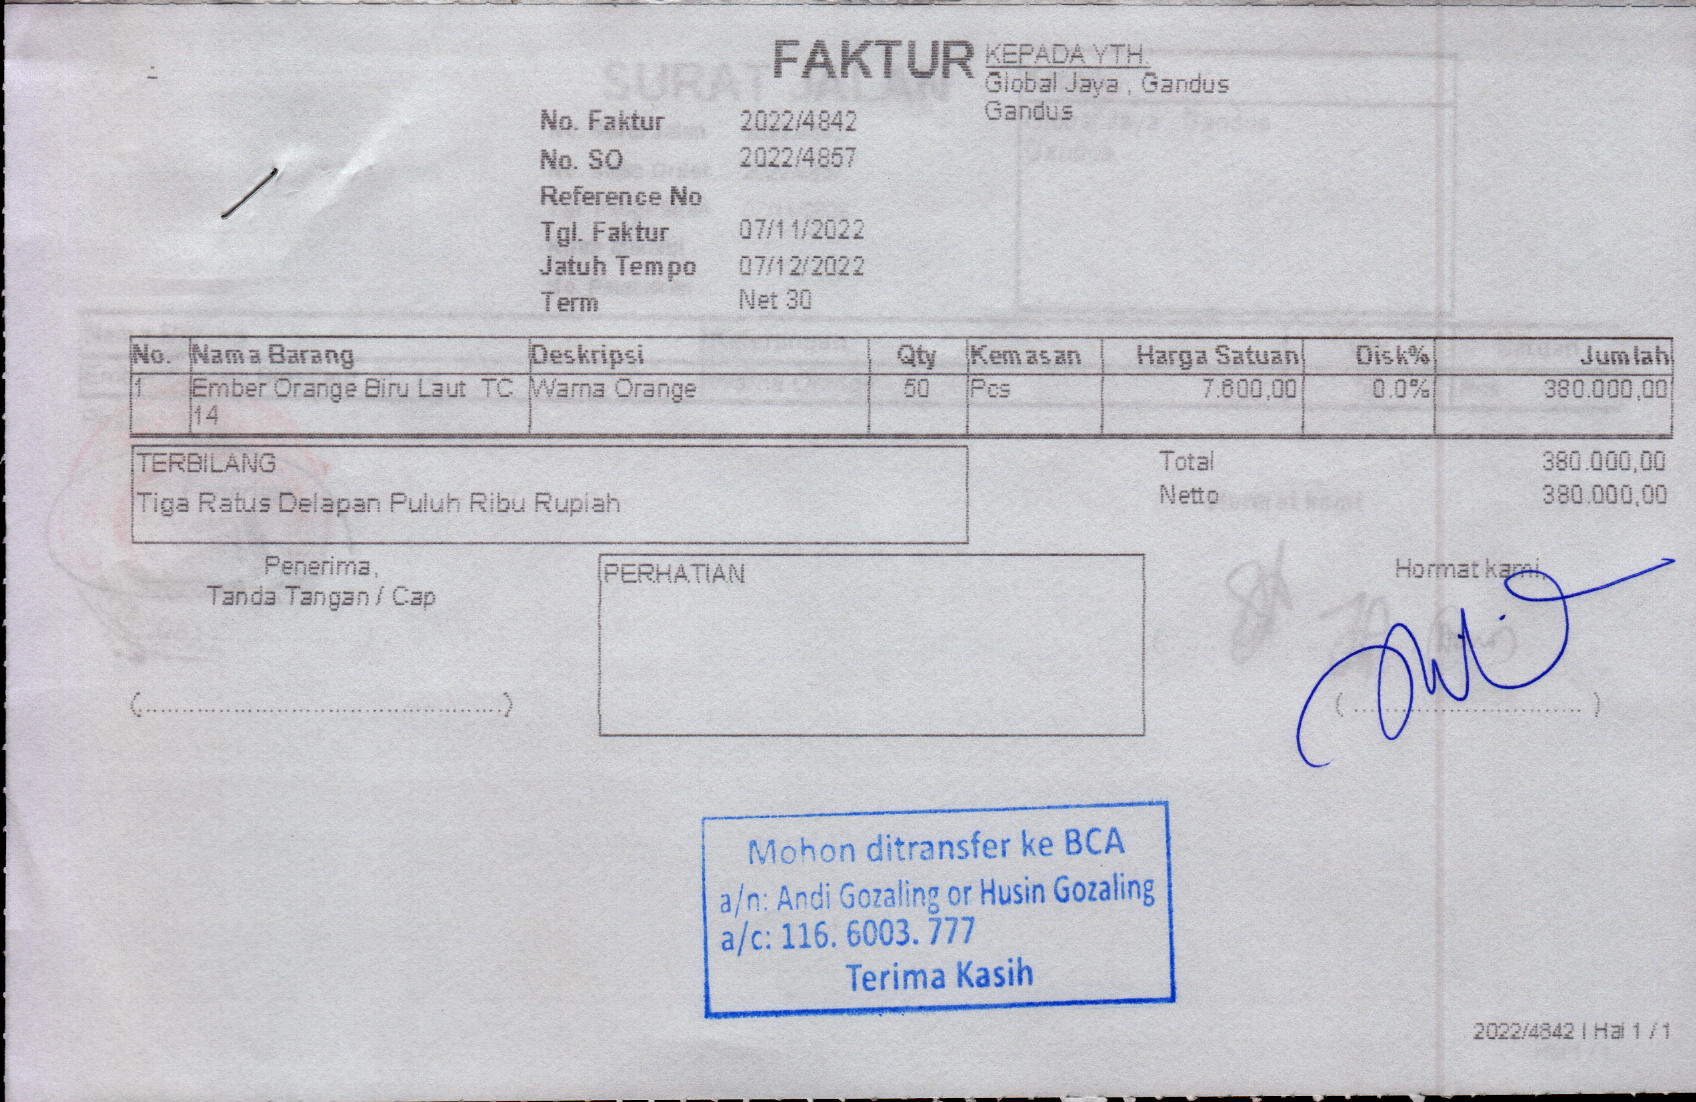 FAKTUR
KEPADA YTH.
Global Jaya , Gandus
Gandus
No. Faktur 2022/4842
No. SO 2022/4857
Reference No
Tgl. Faktur 07/11/2022
Jatuh Tempo 07/12/2022
Term Net 30
No. Nama Barang Deskripsi Qty Kemasan Harga Satuan Disk% Jumlah
1 Ember Orange Biru Laut TC Warna Orange 50 Pcs 7.600,00 0.0% 380.000,00
14
TERBILANG
Tiga Ratus Delapan Puluh Ribu Rupiah
Total 380.000,00
Netto 380.000,00
Penerima,
Tanda Tangan / Cap
PERHATIAN
Hormat kami,
Mohon ditransfer ke BCA
a/n: Andi Gozaling or Husin Gozaling
a/c: 116. 6003. 777
Terima Kasih
2022/4842 | Hal 1 / 1